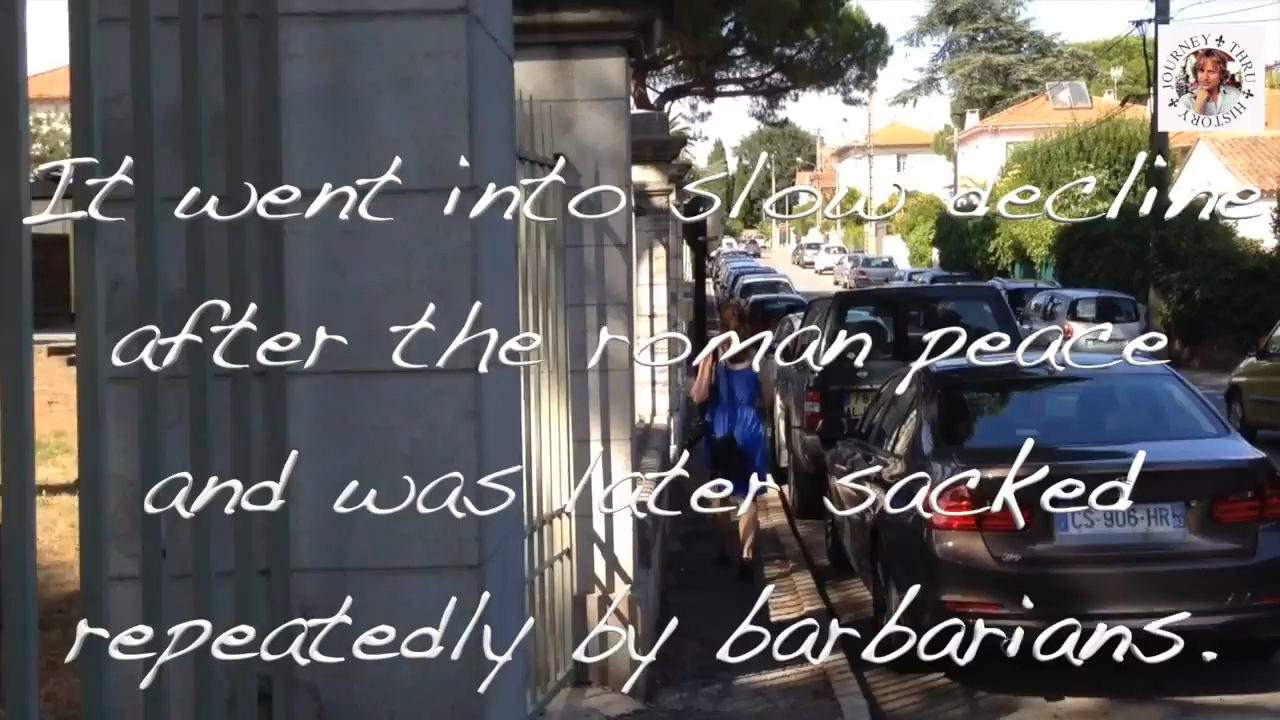 JOURNEY THRU HISTORY
It went into slow decline
after the roman peace
and was later sacked
repeatedly by barbarians.
CS-906-HR